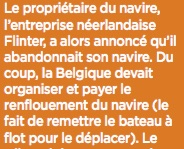 Le propriétaire du navire,
l'entreprise néerlandaise
Flinter, a alors annoncé qu'il
abandonnait son navire. Du
coup, la Belgique devait
organiser et payer le
renflouement du navire (le
fait de remettre le bateau à
flot pour le déplacer). Le